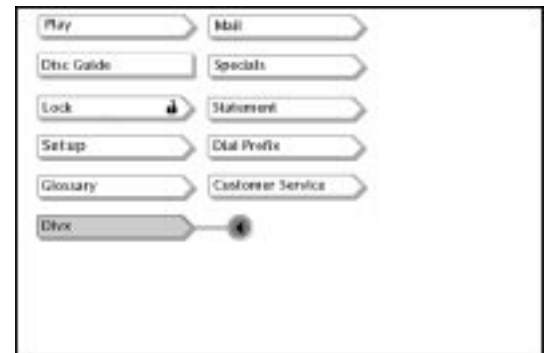 Play
Disc Guide
Lock
Setup
Glossary
Divx
Mail
Specials
Statement
Dial Prefix
Customer Service